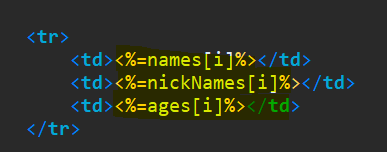 <tr>
<td><%=names[i]%></td>
<td><%=nickNames[i]%></td>
<td><%=ages[i]%></td>
</tr>